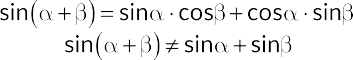 sin(α + β) = sinα · cosβ + cosα · sinβ
sin(α + β) ≠ sinα + sinβ